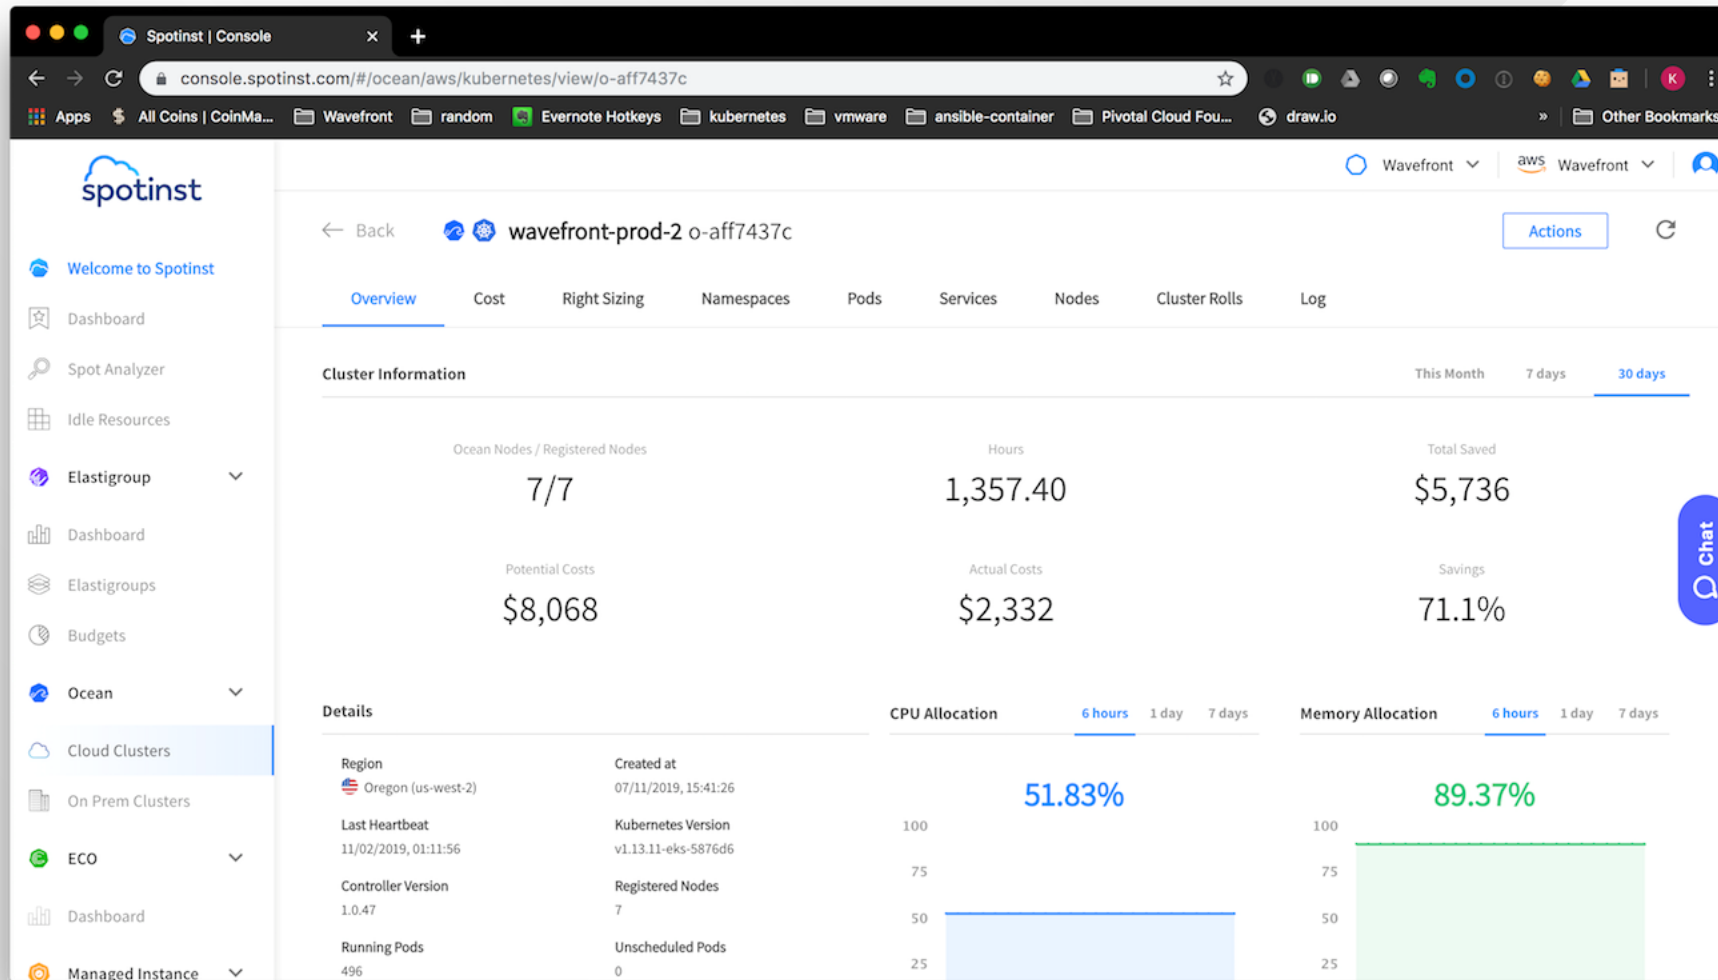 Spotinst | Console
console.spotinst.com/#/ocean/aws/kubernetes/view/o-aff7437c
K
Apps
All Coins | CoinMa...
Wavefront
random
Evernote Hotkeys
kubernetes
vmware
ansible-container
Pivotal Cloud Fou...
draw.io
»
Other Bookmarks
spotinst
Wavefront
aws
Wavefront
Back
wavefront-prod-2 o-aff7437c
Actions
Welcome to Spotinst
Dashboard
Spot Analyzer
Idle Resources
Elastigroup
Dashboard
Elastigroups
Budgets
Ocean
Cloud Clusters
On Prem Clusters
ECO
Dashboard
Managed Instance
Overview
Cost
Right Sizing
Namespaces
Pods
Services
Nodes
Cluster Rolls
Log
Cluster Information
This Month
7 days
30 days
Ocean Nodes / Registered Nodes
7/7
Hours
1,357.40
Total Saved
$5,736
Potential Costs
$8,068
Actual Costs
$2,332
Savings
71.1%
Chat
Details
Region
Oregon (us-west-2)
Created at
07/11/2019, 15:41:26
Last Heartbeat
11/02/2019, 01:11:56
Kubernetes Version
v1.13.11-eks-5876d6
Controller Version
1.0.47
Registered Nodes
7
Running Pods
496
Unscheduled Pods
0
CPU Allocation
6 hours
1 day
7 days
51.83%
100
75
50
25
Memory Allocation
6 hours
1 day
7 days
89.37%
100
75
50
25